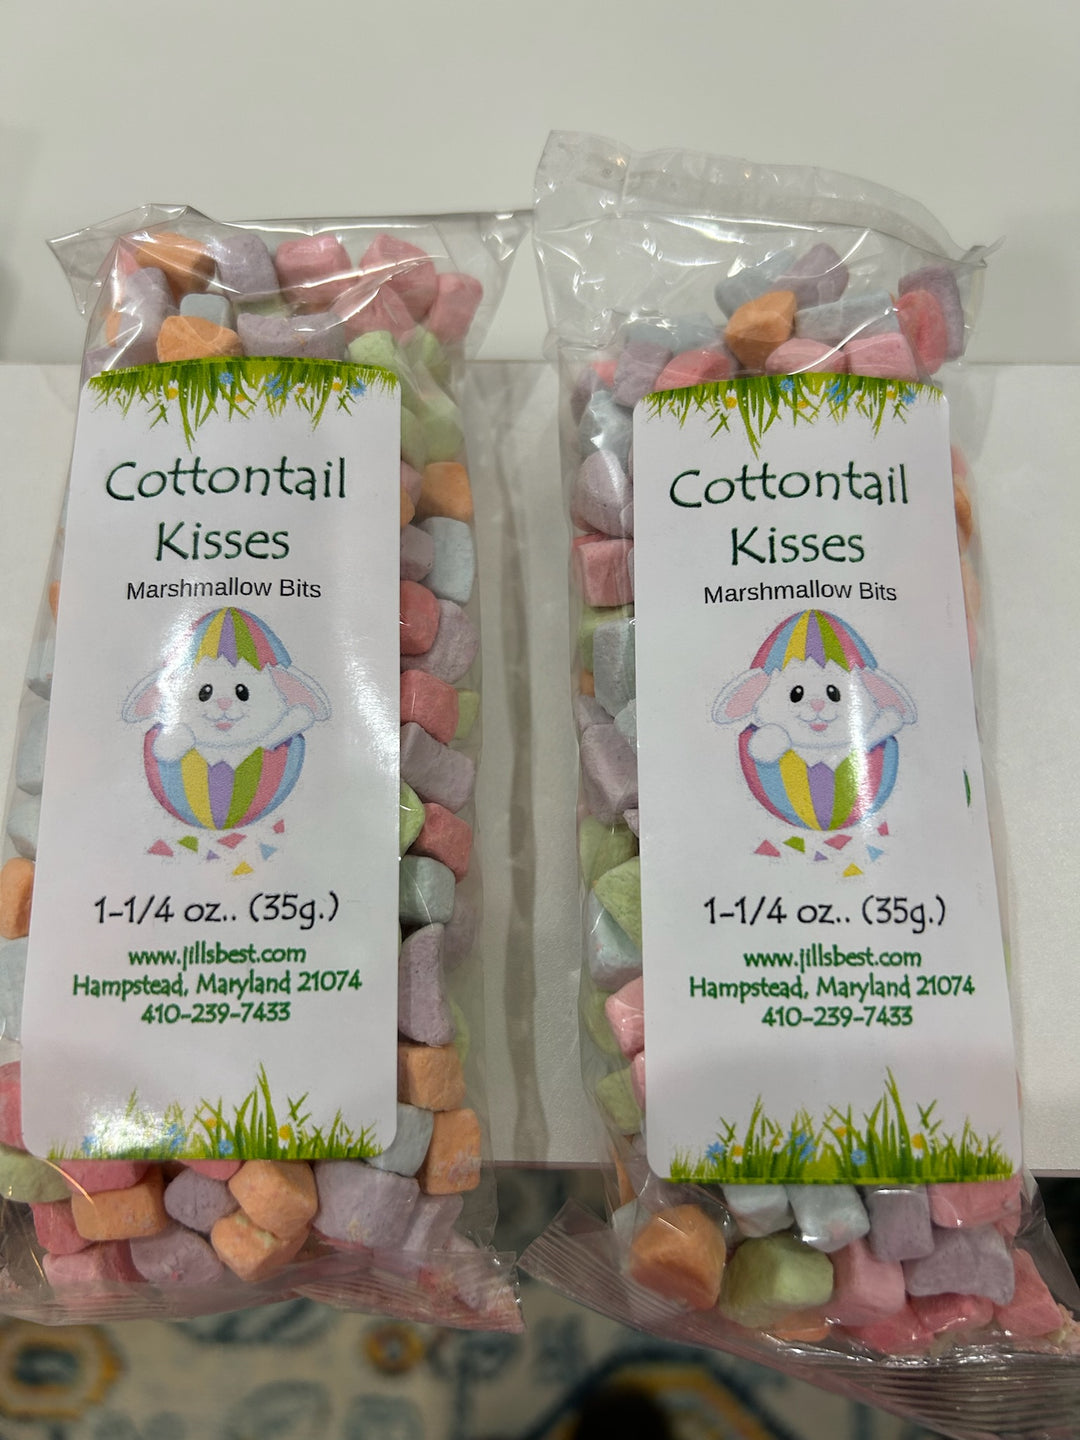 Cottontail
Kisses
Marshmallow Bits
1-1/4 oz.. (35g.)
www.jillsbest.com
Hampstead, Maryland 21074
410-239-7433
Cottontail
Kisses
Marshmallow Bits
1-1/4 oz.. (35g.)
www.jillsbest.com
Hampstead, Maryland 21074
410-239-7433